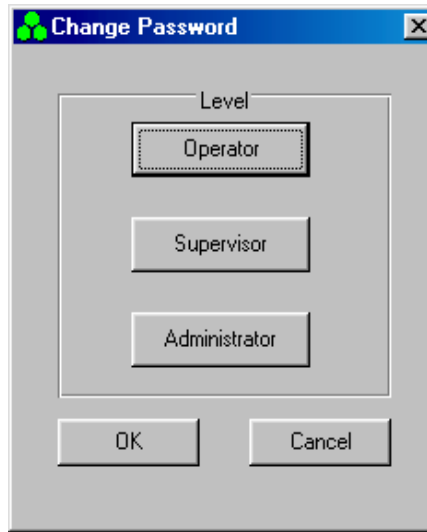 Change Password
Level
Operator
Supervisor
Administrator
OK Cancel